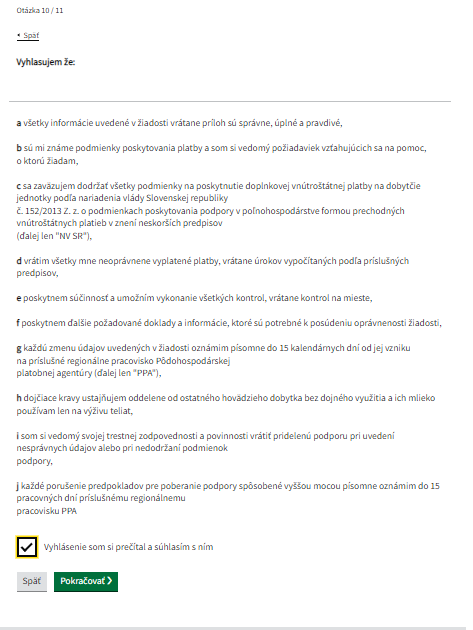 Otázka 10 / 11
Späť
Vyhlasujem že:
a všetky informácie uvedené v žiadosti vrátane príloh sú správne, úplné a pravdivé,
b sú mi známe podmienky poskytovania platby a som si vedomý požiadaviek vzťahujúcich sa na pomoc,
o ktorú žiadam,
c sa zaväzujem dodržať všetky podmienky na poskytnutie doplnkovej vnútroštátnej platby na dobytčie
jednotky podľa nariadenia vlády Slovenskej republiky
č. 152/2013 Z. z. o podmienkach poskytovania podpory v poľnohospodárstve formou prechodných
vnútroštátnych platieb v znení neskorších predpisov
(ďalej len "NV SR"),
d vrátim všetky mne neoprávnene vyplatené platby, vrátane úrokov vypočítaných podľa príslušných
predpisov,
e poskytnem súčinnosť a umožním vykonanie všetkých kontrol, vrátane kontrol na mieste,
f poskytnem ďalšie požadované doklady a informácie, ktoré sú potrebné k posúdeniu oprávnenosti žiadosti,
g každú zmenu údajov uvedených v žiadosti oznámim písomne do 15 kalendárnych dní od jej vzniku
na príslušné regionálne pracovisko Pôdohospodárskej
platobnej agentúry (ďalej len "PPA"),
h dojčiace kravy ustajňujem oddelene od ostatného hovädzieho dobytka bez dojného využitia a ich mlieko
používam len na výživu teliat,
i som si vedomý svojej trestnej zodpovednosti a povinnosti vrátiť pridelenú podporu pri uvedení
nesprávnych údajov alebo pri nedodržaní podmienok
podpory,
j každé porušenie predpokladov pre poberanie podpory spôsobené vyššou mocou písomne oznámim do 15
pracovných dní príslušnému regionálnemu
pracovisku PPA
Vyhlásenie som si prečítal a súhlasím s ním
Späť
Pokračovať